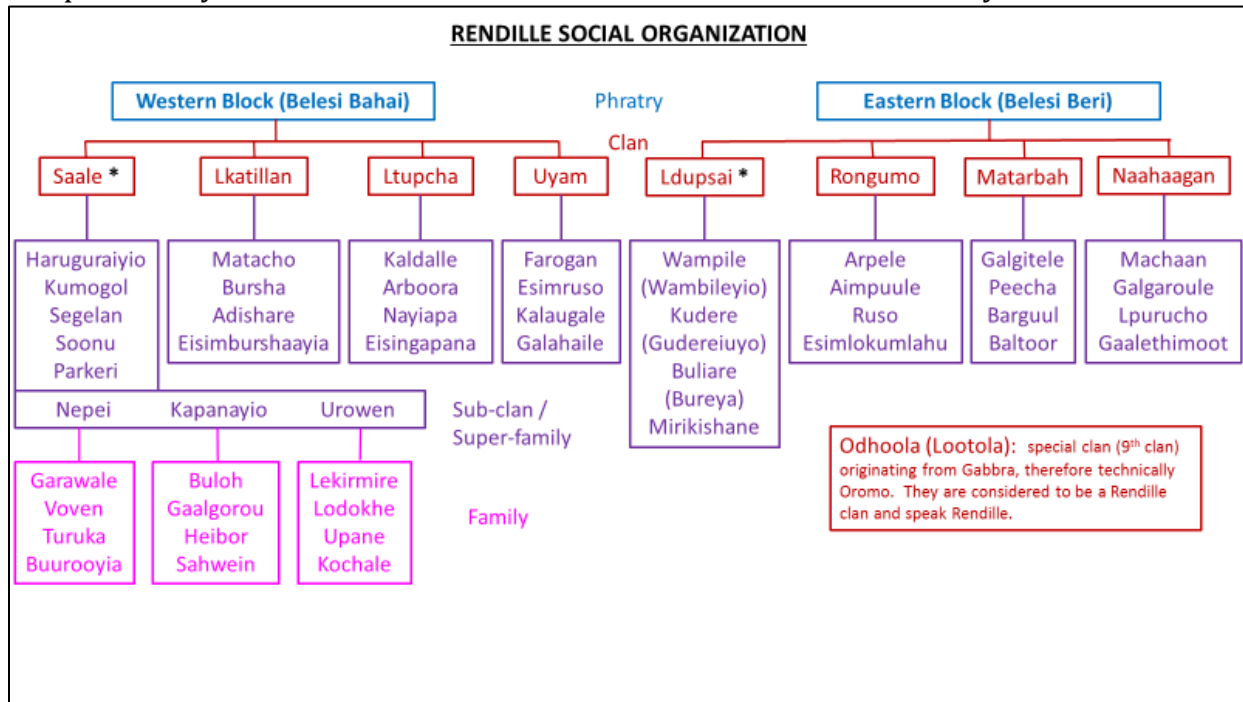 RENDILLE SOCIAL ORGANIZATION
Western Block (Belesi Bahai)
Phratry
Eastern Block (Belesi Beri)
Clan
Saale *
Lkatillan
Ltupcha
Uyam
Ldupsai *
Rongumo
Matarbah
Naahaagan
Haruguraiyio
Kumogol
Segelan
Soonu
Parkeri
Matacho
Bursha
Adishare
Eisimburshaayia
Kaldalle
Arboora
Nayiapa
Eisingapana
Farogan
Esimruso
Kalaugale
Galahaile
Wampile
(Wambileyio)
Kudere
(Gudereiuyo)
Buliare
(Bureya)
Mirikishane
Arpele
Aimpuule
Ruso
Esimlokumlahu
Galgitele
Peecha
Barguul
Baltoor
Machaan
Galgaroule
Lpurucho
Gaalethimoot
Nepei
Kapanayio
Urowen
Sub-clan /
Super-family
Garawale
Voven
Turuka
Buurooyia
Buloh
Gaalgorou
Heibor
Sahwein
Lekirmire
Lodokhe
Upane
Kochale
Family
Odhoola (Lootola): special clan (9th clan)
originating from Gabbra, therefore technically
Oromo. They are considered to be a Rendille
clan and speak Rendille.